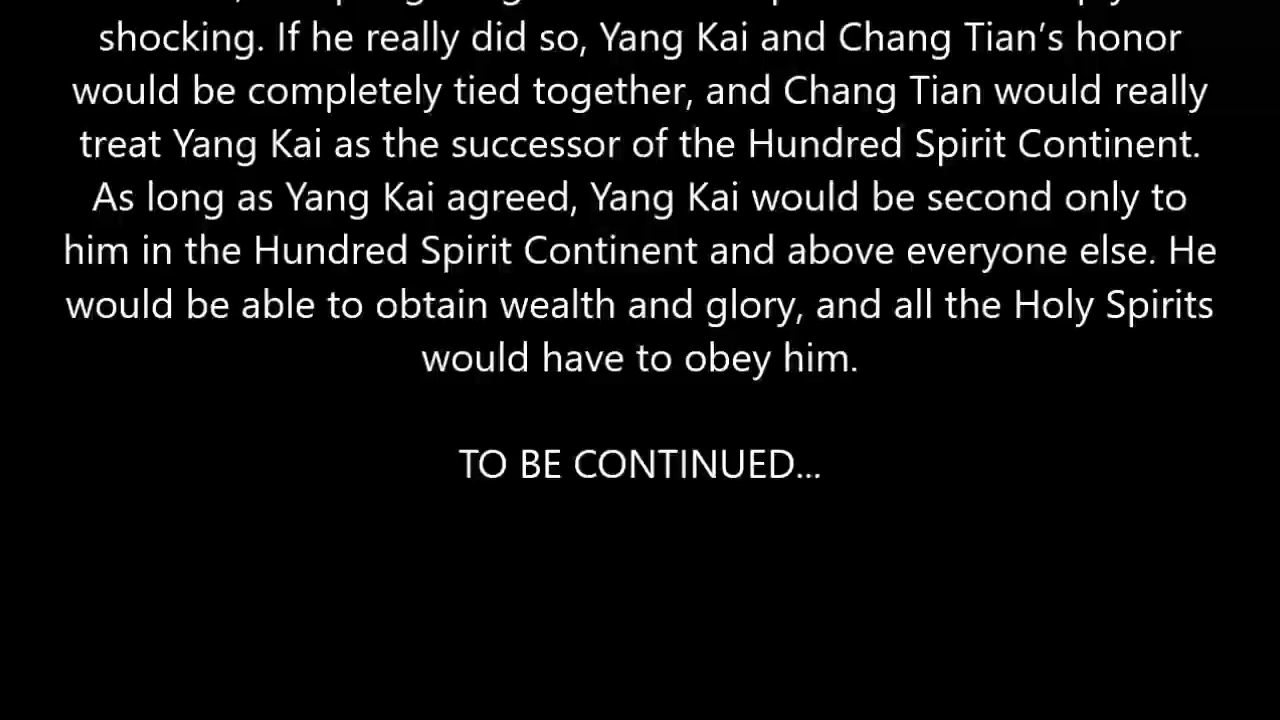 shocking. If he really did so, Yang Kai and Chang Tian’s honor
would be completely tied together, and Chang Tian would really
treat Yang Kai as the successor of the Hundred Spirit Continent.
As long as Yang Kai agreed, Yang Kai would be second only to
him in the Hundred Spirit Continent and above everyone else. He
would be able to obtain wealth and glory, and all the Holy Spirits
would have to obey him.
TO BE CONTINUED...